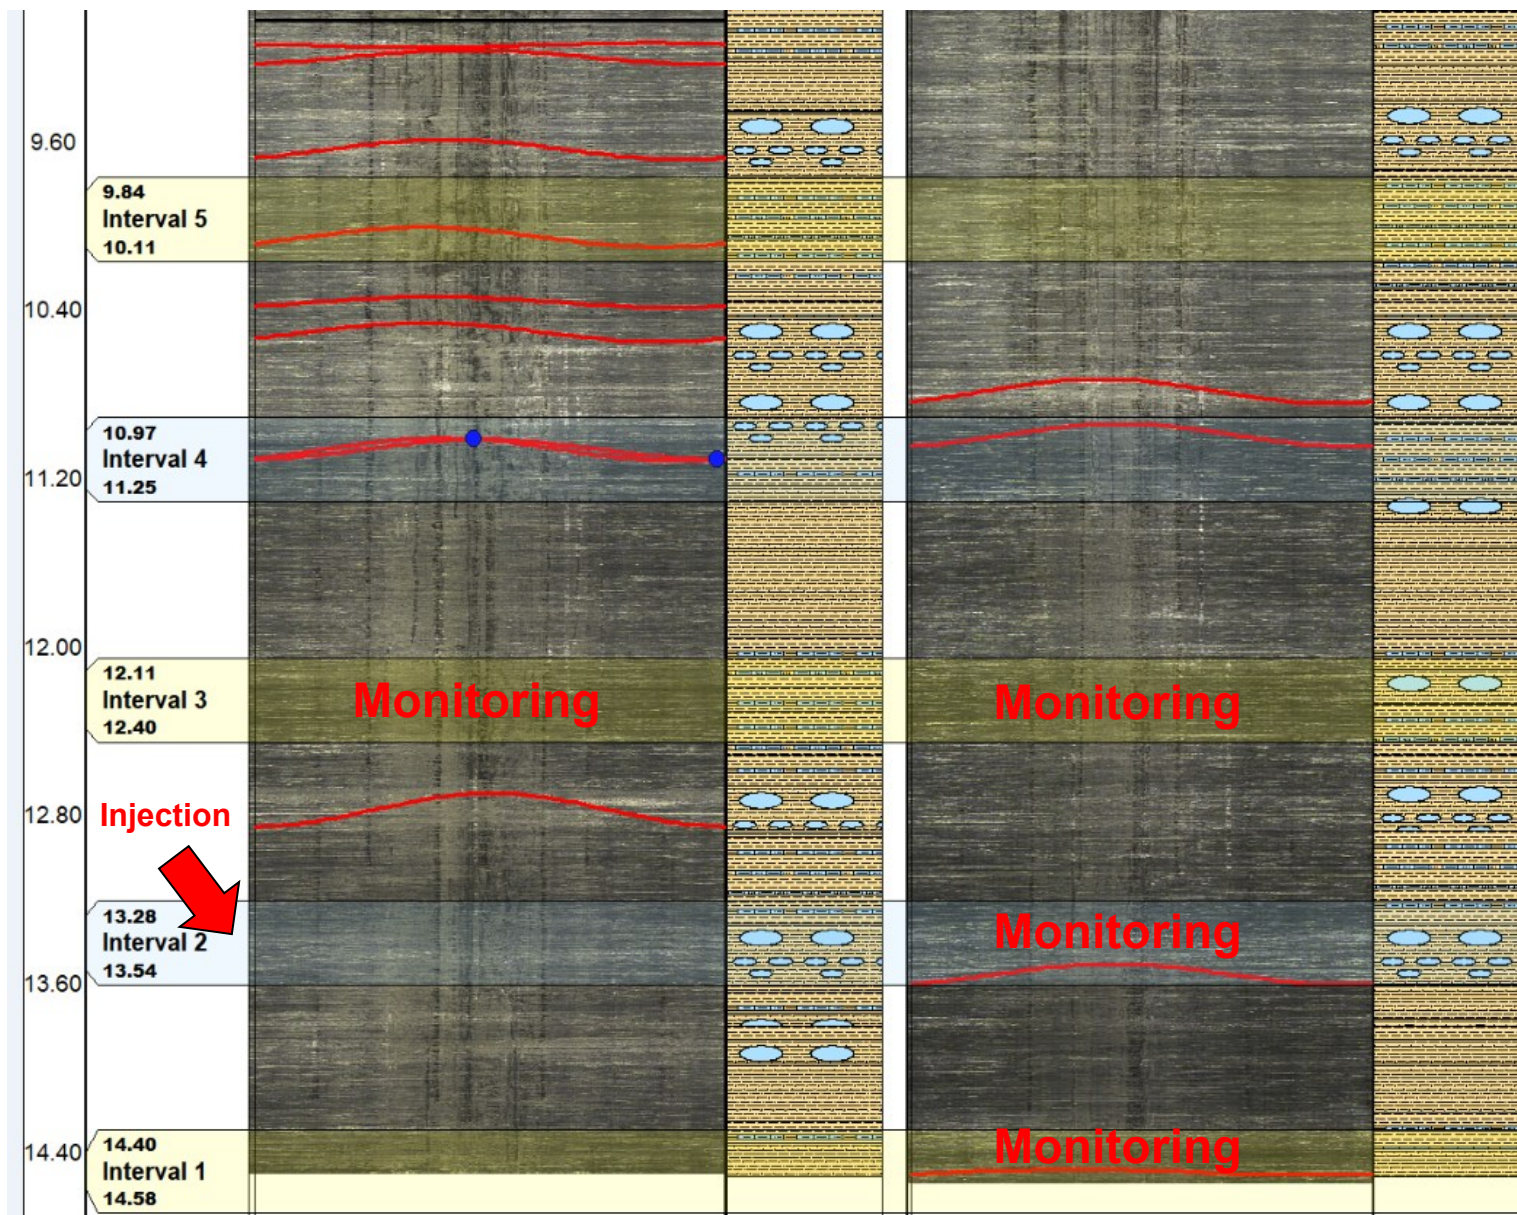 9.60
9.84
Interval 5
10.11
10.40
10.97
Interval 4
11.20
11.25
12.00
12.11
Interval 3
12.40
Monitoring
Monitoring
12.80
Injection
13.28
Interval 2
13.54
Monitoring
13.60
14.40
14.40
Interval 1
14.58
Monitoring